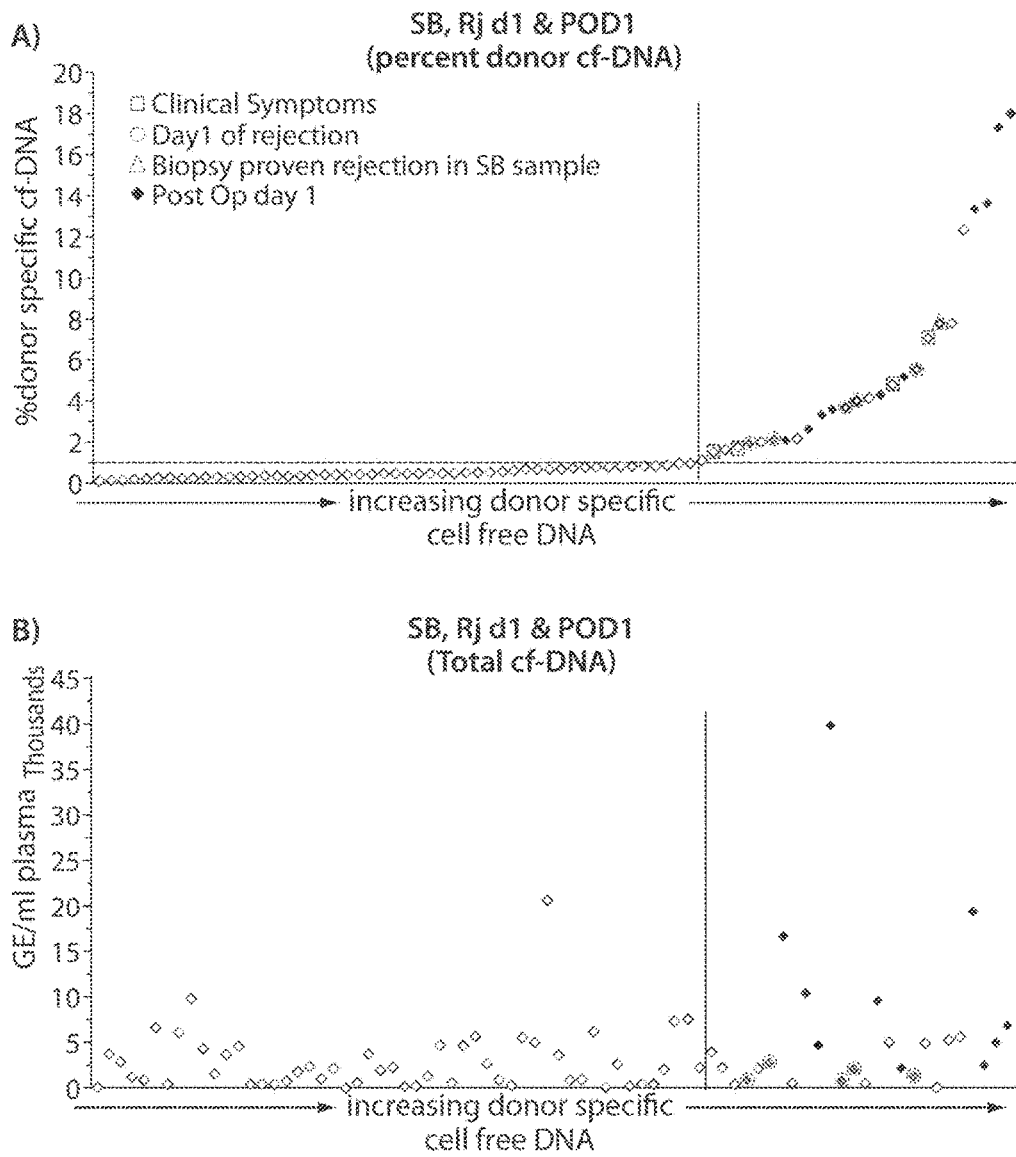 A)
SB, Rj d1 & POD1
(percent donor cf-DNA)
%donor specific cf-DNA
20
18
16
14
12
10
8
6
4
2
0
Clinical Symptoms
Day1 of rejection
Biopsy proven rejection in SB sample
Post Op day 1
increasing donor specific
cell free DNA
B)
SB, Rj d1 & POD1
(Total cf-DNA)
GE/ml plasma Thousands
45
40
35
30
25
20
15
10
5
0
increasing donor specific
cell free DNA